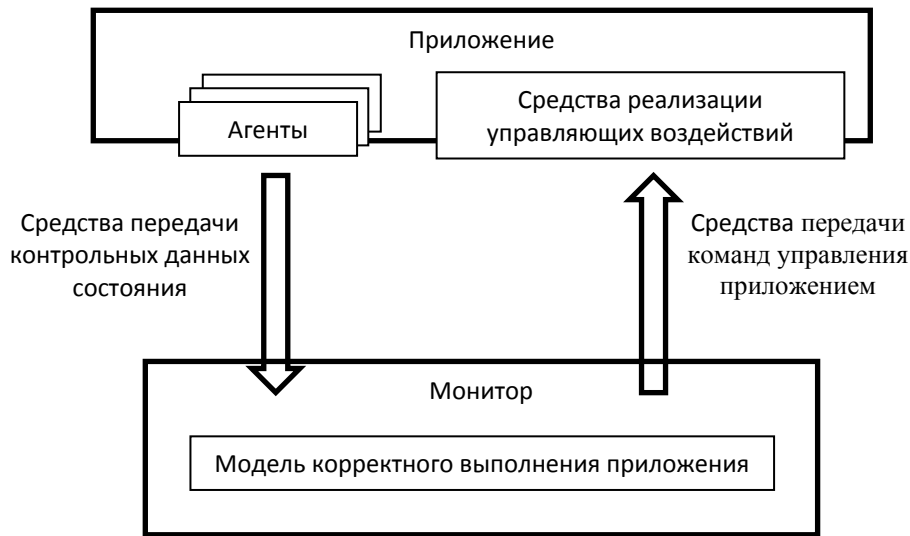 Приложение
Средства реализации
управляющих воздействий
Агенты
Средства передачи
контрольных данных
состояния
Средства передачи
команд управления
приложением
Монитор
Модель корректного выполнения приложения